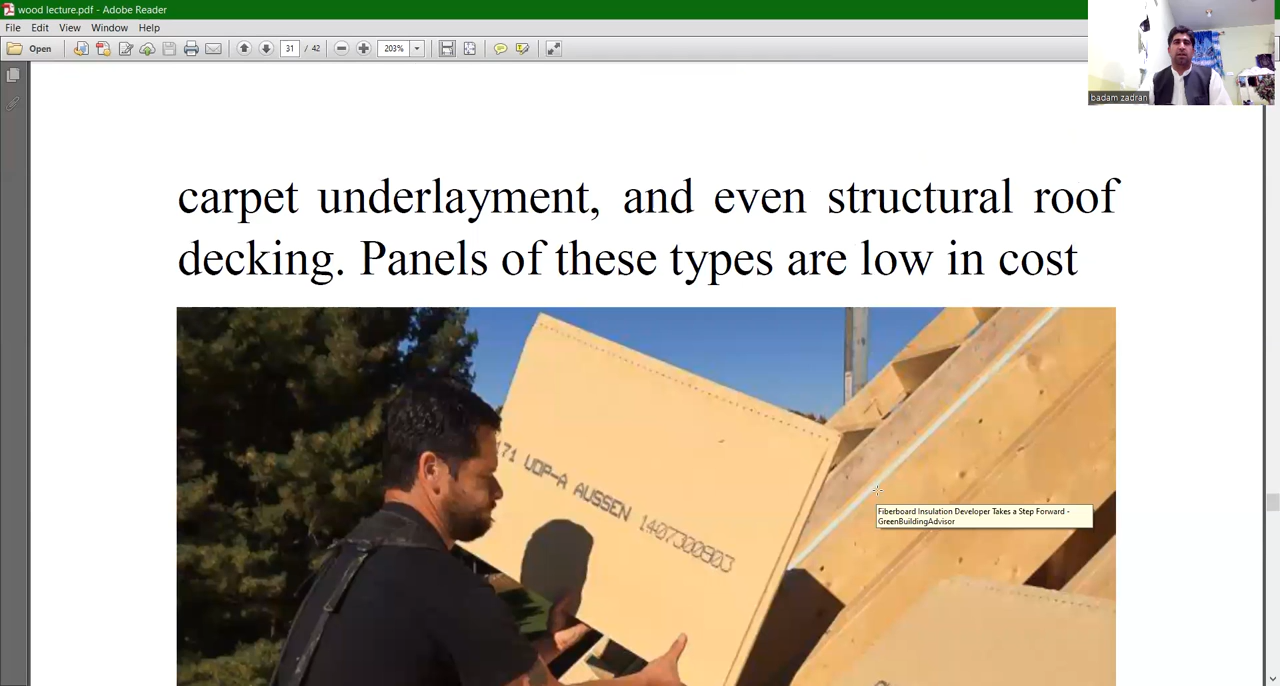 wood lecture.pdf - Adobe Reader
File Edit View Window Help
Open 31 / 42 203%
badam zadran
carpet underlayment, and even structural roof
decking. Panels of these types are low in cost
171 UDP-A AUSSEN 1407300803
Fiberboard Insulation Developer Takes a Step Forward -
GreenBuildingAdvisor